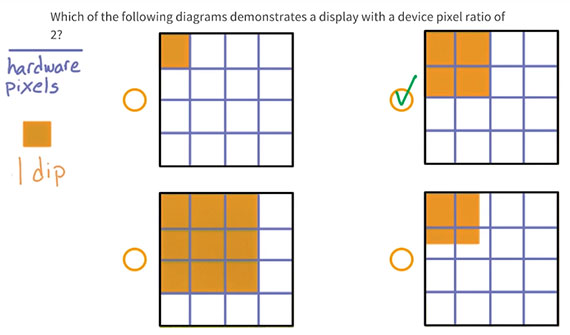 Which of the following diagrams demonstrates a display with a device pixel ratio of
2?
hardware
pixels
1 dip